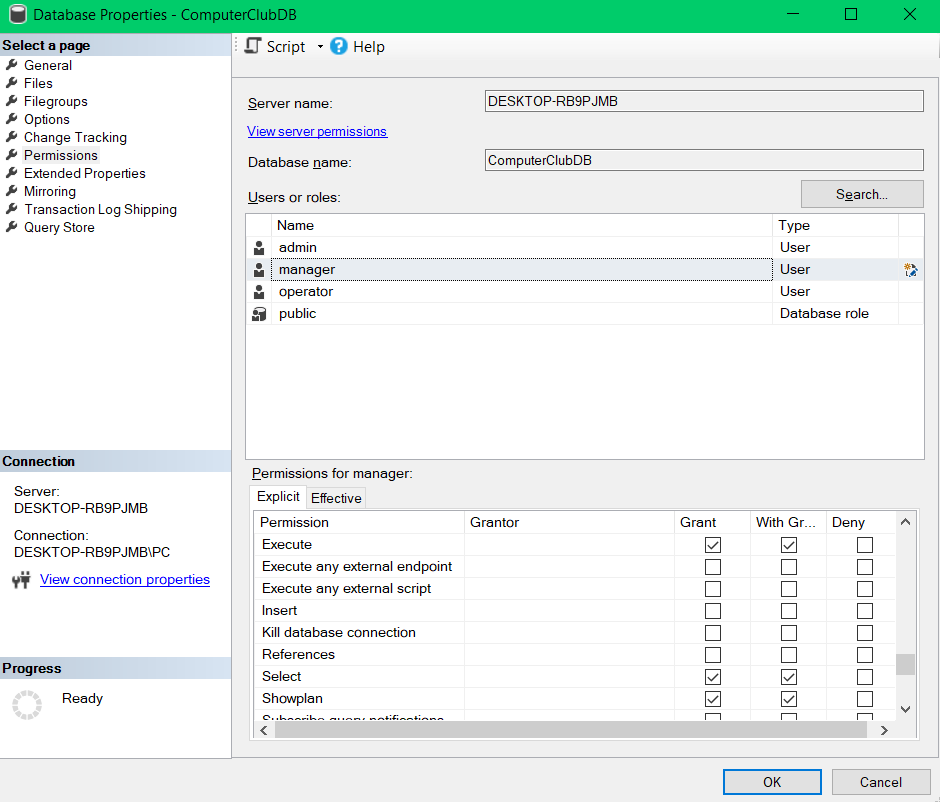 Database Properties - ComputerClubDB
Select a page
General
Files
Filegroups
Options
Change Tracking
Permissions
Extended Properties
Mirroring
Transaction Log Shipping
Query Store
Connection
Server:
DESKTOP-RB9PJMB
Connection:
DESKTOP-RB9PJMB\PC
View connection properties
Progress
Ready
Script Help
Server name: DESKTOP-RB9PJMB
View server permissions
Database name: ComputerClubDB
Users or roles: Search...
Name Type
admin User
manager User
operator User
public Database role
Permissions for manager:
Explicit Effective
Permission Grantor Grant With Gr... Deny
Execute
Execute any external endpoint
Execute any external script
Insert
Kill database connection
References
Select
Showplan
Subscribe query notifications
OK Cancel